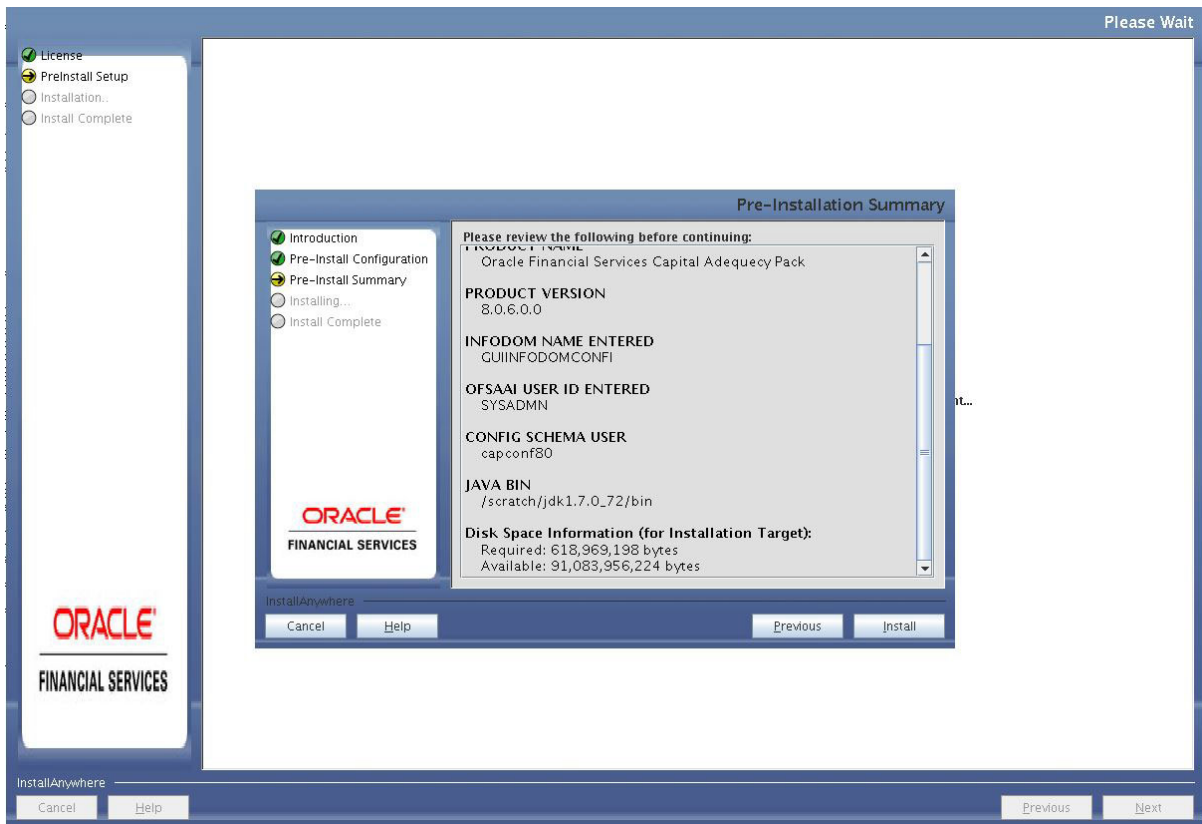 Please Wait
License
PreInstall Setup
Installation..
Install Complete
Pre-Installation Summary
Introduction
Pre-Install Configuration
Pre-Install Summary
Installing...
Install Complete
Please review the following before continuing:
PRODUCT NAME
Oracle Financial Services Capital Adequecy Pack
PRODUCT VERSION
8.0.6.0.0
INFODOM NAME ENTERED
GUIINFODOMCONFI
OFSAAI USER ID ENTERED
SYSADMN
CONFIG SCHEMA USER
capconf80
JAVA BIN
/scratch/jdk1.7.0_72/bin
Disk Space Information (for Installation Target):
Required: 618,969,198 bytes
Available: 91,083,956,224 bytes
nt...
ORACLE'
FINANCIAL SERVICES
InstallAnywhere
Cancel
Help
Previous
Install
ORACLE'
FINANCIAL SERVICES
InstallAnywhere
Cancel
Help
Previous
Next